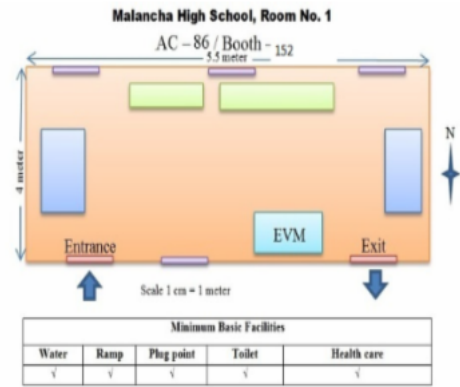 Malancha High School, Room No. 1
AC – 86 / Booth - 152
5.5 meter
4 meter
N
EVM
Entrance
Exit
Scale 1 cm = 1 meter
Minimum Basic Facilities
Water Ramp Plug point Toilet Health care
√ √ √ √ √